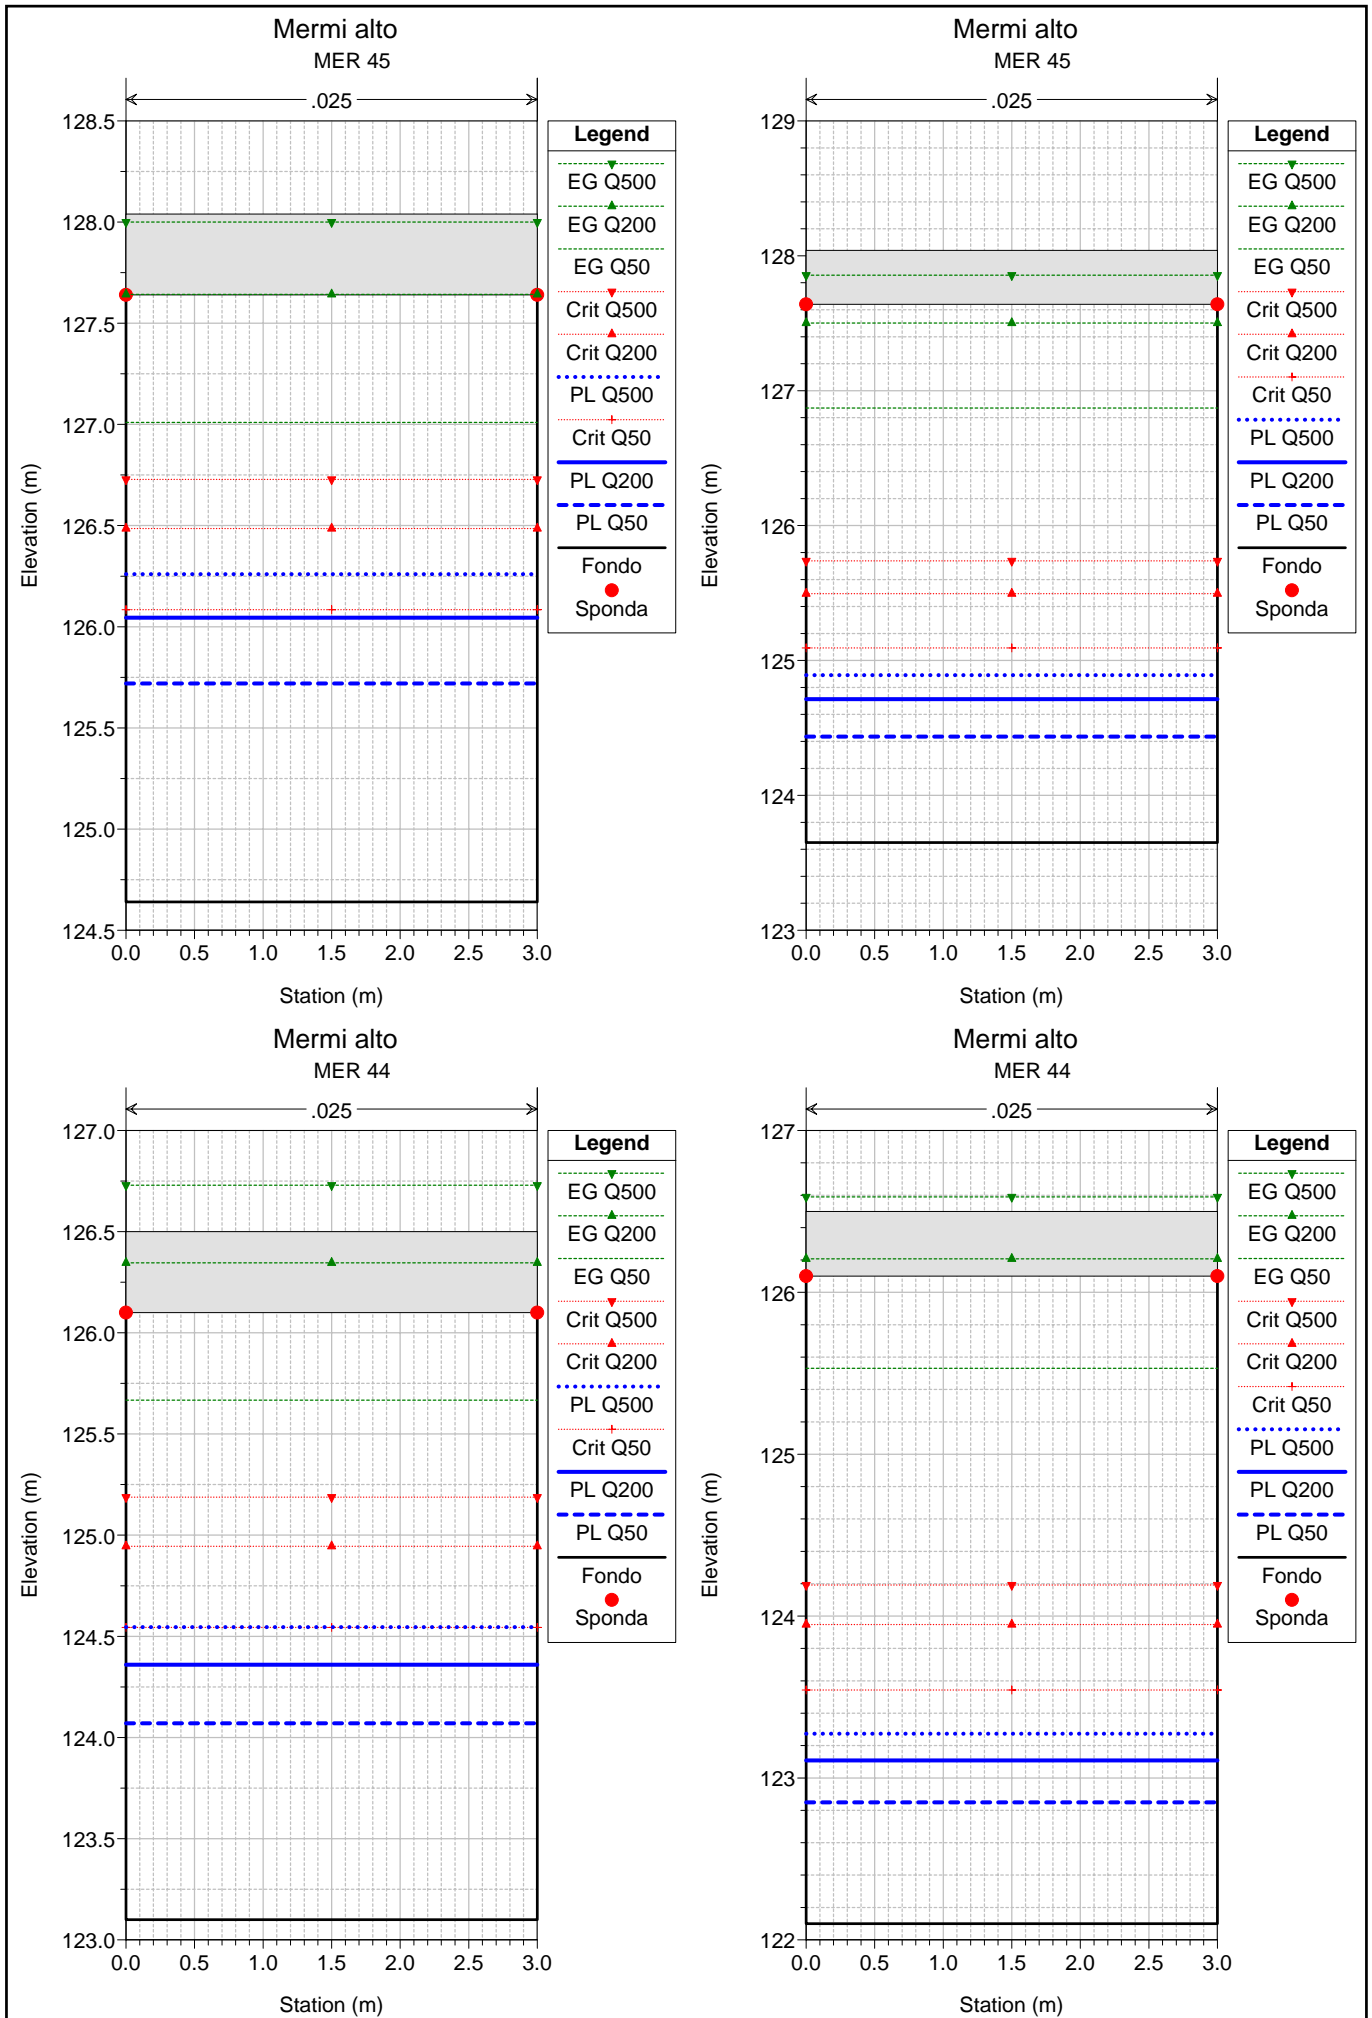 Mermi alto
MER 45
.025
128.5
128.0
127.5
127.0
126.5
126.0
125.5
125.0
124.5
Elevation (m)
0.0 0.5 1.0 1.5 2.0 2.5 3.0
Station (m)
Legend
EG Q500
EG Q200
EG Q50
Crit Q500
Crit Q200
PL Q500
Crit Q50
PL Q200
PL Q50
Fondo
Sponda
Mermi alto
MER 45
.025
129
128
127
126
125
124
123
Elevation (m)
0.0 0.5 1.0 1.5 2.0 2.5 3.0
Station (m)
Legend
EG Q500
EG Q200
EG Q50
Crit Q500
Crit Q200
Crit Q50
PL Q500
PL Q200
PL Q50
Fondo
Sponda
Mermi alto
MER 44
.025
127.0
126.5
126.0
125.5
125.0
124.5
124.0
123.5
123.0
Elevation (m)
0.0 0.5 1.0 1.5 2.0 2.5 3.0
Station (m)
Legend
EG Q500
EG Q200
EG Q50
Crit Q500
Crit Q200
PL Q500
Crit Q50
PL Q200
PL Q50
Fondo
Sponda
Mermi alto
MER 44
.025
127
126
125
124
123
122
Elevation (m)
0.0 0.5 1.0 1.5 2.0 2.5 3.0
Station (m)
Legend
EG Q500
EG Q200
EG Q50
Crit Q500
Crit Q200
Crit Q50
PL Q500
PL Q200
PL Q50
Fondo
Sponda